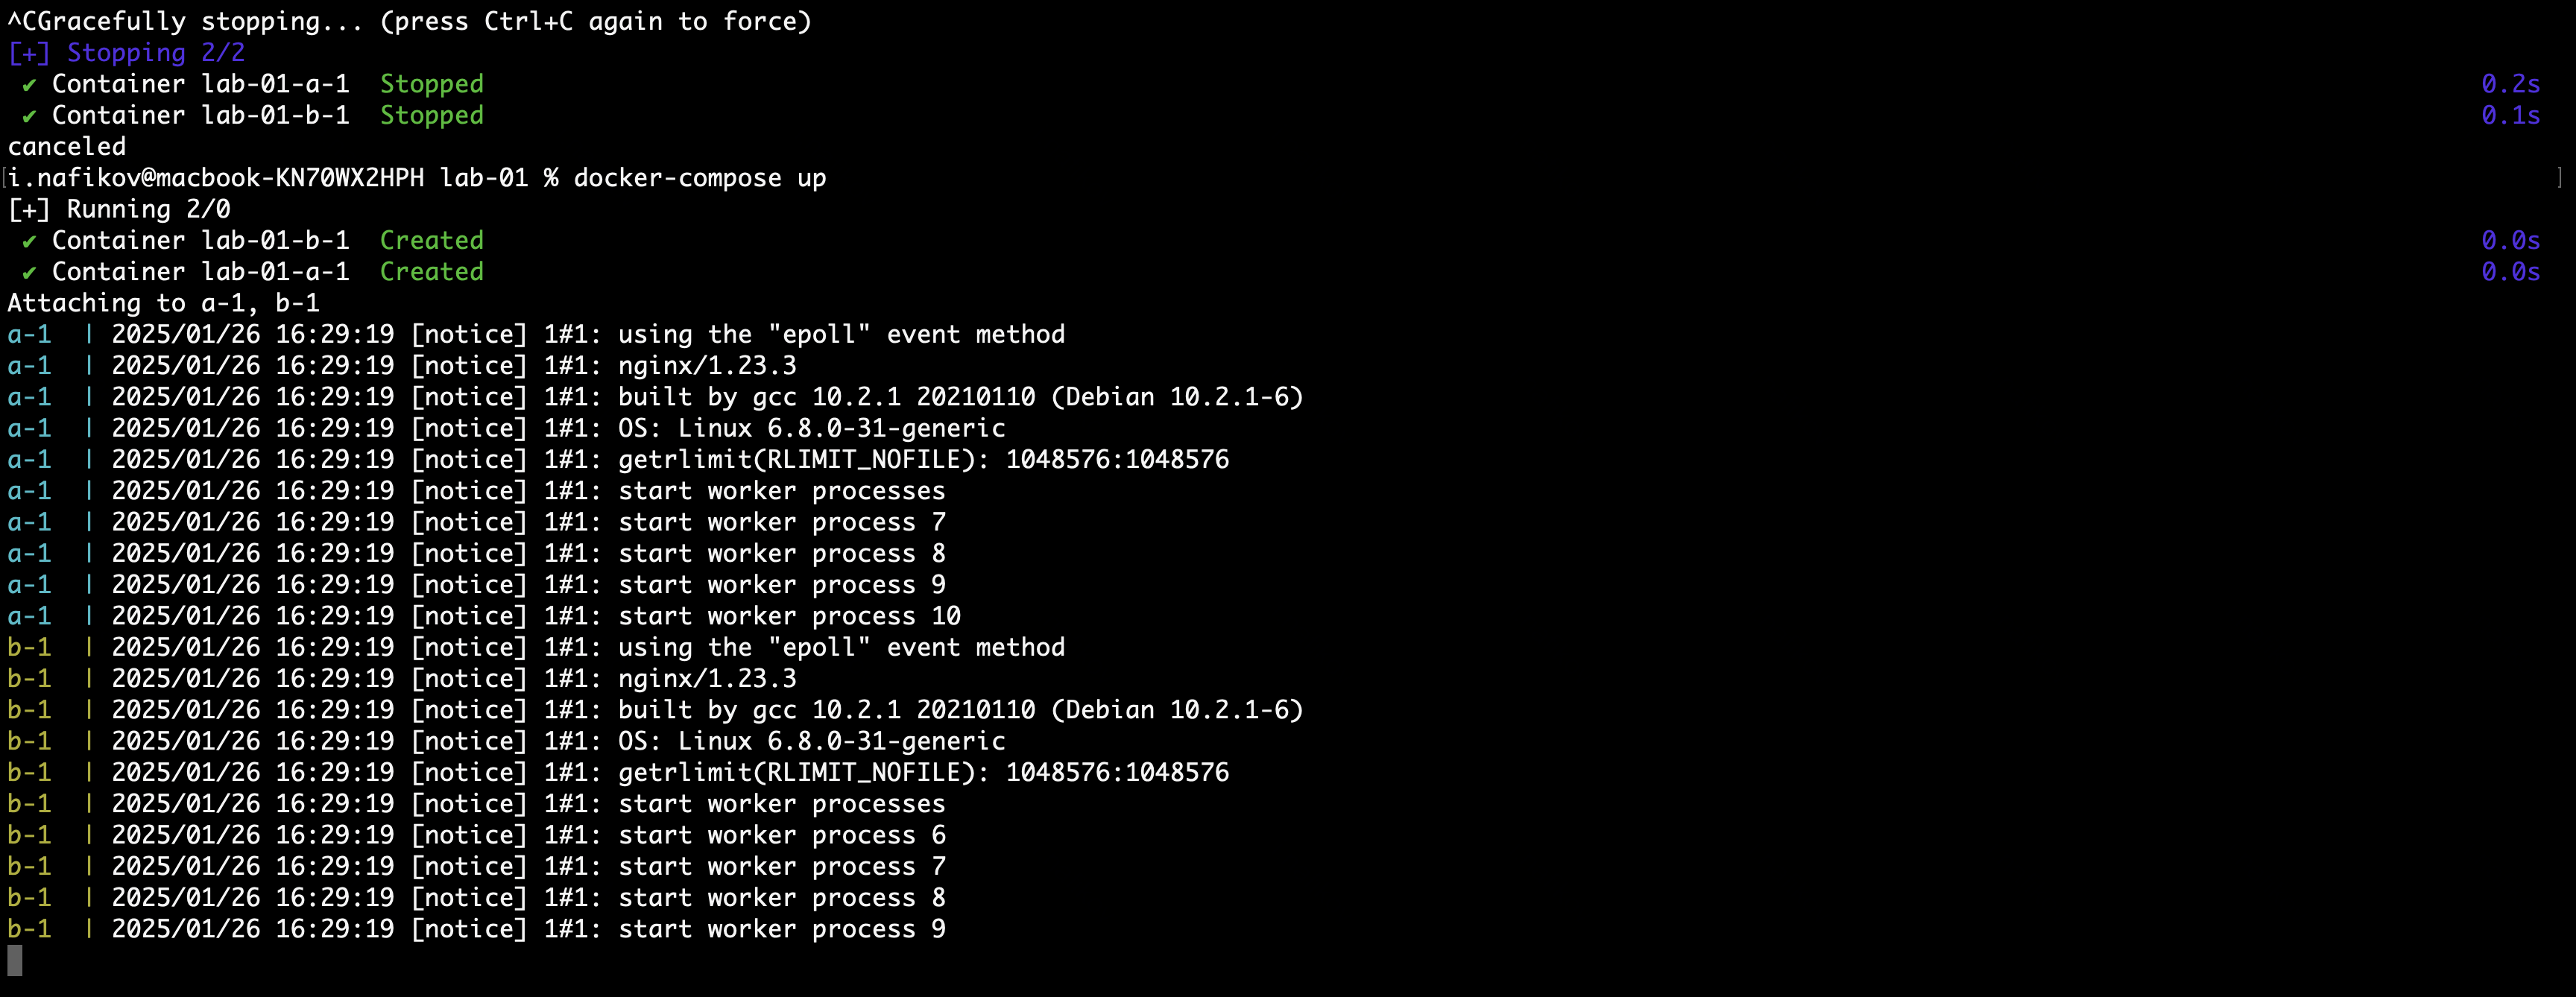 ^CGracefully stopping... (press Ctrl+C again to force)
[+] Stopping 2/2
✔ Container lab-01-a-1  Stopped 0.2s
✔ Container lab-01-b-1  Stopped 0.1s
canceled
[i.nafikov@macbook-KN70WX2HPH lab-01 % docker-compose up ]
[+] Running 2/0
✔ Container lab-01-b-1  Created 0.0s
✔ Container lab-01-a-1  Created 0.0s
Attaching to a-1, b-1
a-1  | 2025/01/26 16:29:19 [notice] 1#1: using the "epoll" event method
a-1  | 2025/01/26 16:29:19 [notice] 1#1: nginx/1.23.3
a-1  | 2025/01/26 16:29:19 [notice] 1#1: built by gcc 10.2.1 20210110 (Debian 10.2.1-6)
a-1  | 2025/01/26 16:29:19 [notice] 1#1: OS: Linux 6.8.0-31-generic
a-1  | 2025/01/26 16:29:19 [notice] 1#1: getrlimit(RLIMIT_NOFILE): 1048576:1048576
a-1  | 2025/01/26 16:29:19 [notice] 1#1: start worker processes
a-1  | 2025/01/26 16:29:19 [notice] 1#1: start worker process 7
a-1  | 2025/01/26 16:29:19 [notice] 1#1: start worker process 8
a-1  | 2025/01/26 16:29:19 [notice] 1#1: start worker process 9
a-1  | 2025/01/26 16:29:19 [notice] 1#1: start worker process 10
b-1  | 2025/01/26 16:29:19 [notice] 1#1: using the "epoll" event method
b-1  | 2025/01/26 16:29:19 [notice] 1#1: nginx/1.23.3
b-1  | 2025/01/26 16:29:19 [notice] 1#1: built by gcc 10.2.1 20210110 (Debian 10.2.1-6)
b-1  | 2025/01/26 16:29:19 [notice] 1#1: OS: Linux 6.8.0-31-generic
b-1  | 2025/01/26 16:29:19 [notice] 1#1: getrlimit(RLIMIT_NOFILE): 1048576:1048576
b-1  | 2025/01/26 16:29:19 [notice] 1#1: start worker processes
b-1  | 2025/01/26 16:29:19 [notice] 1#1: start worker process 6
b-1  | 2025/01/26 16:29:19 [notice] 1#1: start worker process 7
b-1  | 2025/01/26 16:29:19 [notice] 1#1: start worker process 8
b-1  | 2025/01/26 16:29:19 [notice] 1#1: start worker process 9